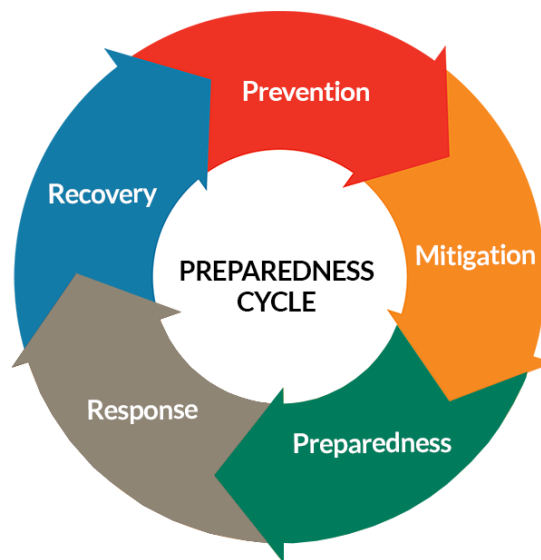 Prevention
Mitigation
Preparedness
Response
Recovery
PREPAREDNESS
CYCLE